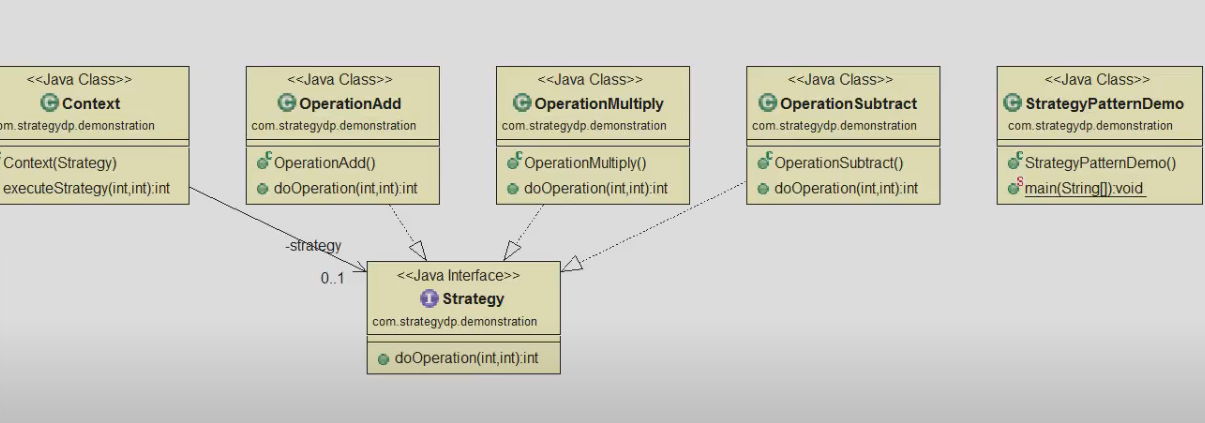 <<Java Class>>
Context
om.strategydp.demonstration
Context(Strategy)
executeStrategy(int,int):int
<<Java Class>>
C OperationAdd
com.strategydp.demonstration
C OperationAdd()
doOperation(int,int):int
<<Java Class>>
C OperationMultiply
com.strategydp.demonstration
C OperationMultiply()
doOperation(int,int):int
<<Java Class>>
C OperationSubtract
com.strategydp.demonstration
C OperationSubtract()
doOperation(int,int):int
<<Java Class>>
C StrategyPatternDemo
com.strategydp.demonstration
C StrategyPatternDemo()
S main(String[]):void
-strategy
0..1
<<Java Interface>>
I Strategy
com.strategydp.demonstration
doOperation(int,int):int